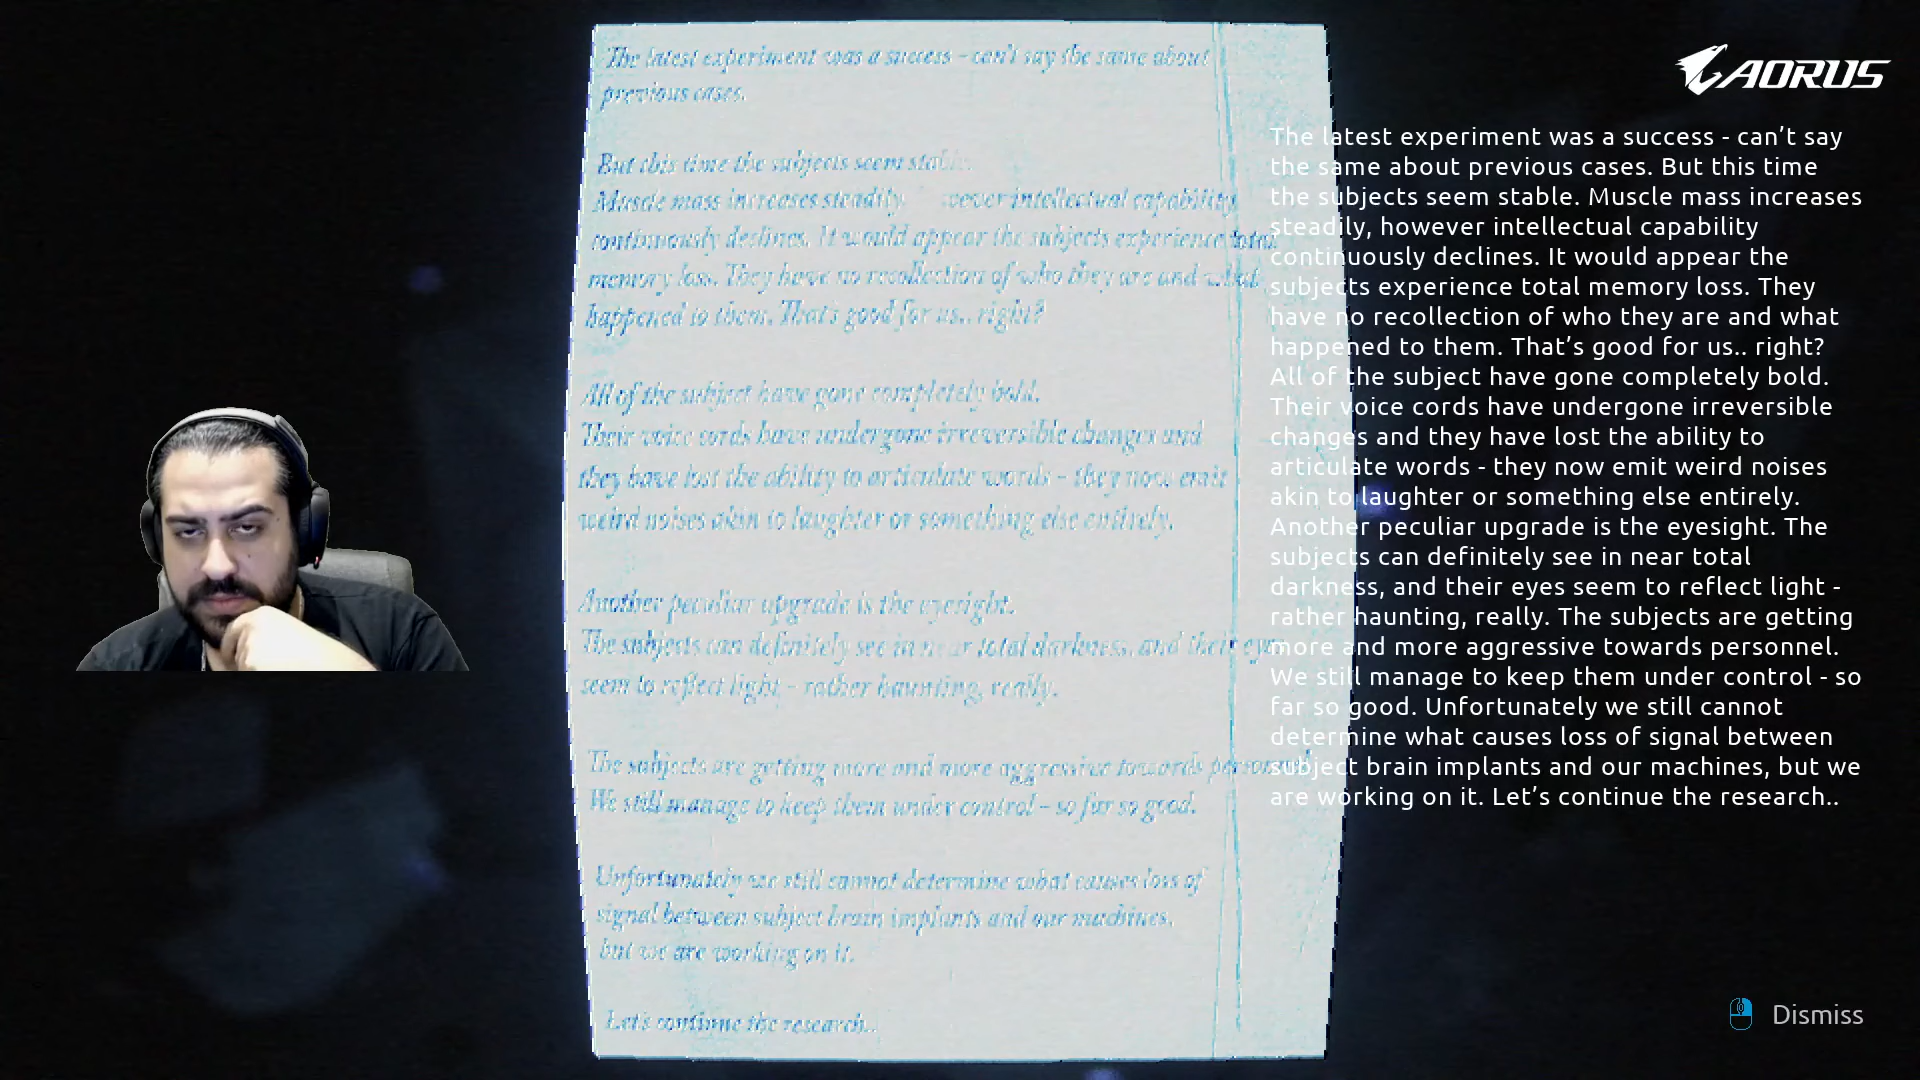 The latest experiment was a success - can't say the same about
previous cases.
But this time the subjects seem stable.
Muscle mass increases steadily, however intellectual capability
continuously declines. It would appear the subjects experience total
memory loss. They have no recollection of who they are and what
happened to them. That's good for us.. right?
All of the subject have gone completely bold.
Their voice cords have undergone irreversible changes and
they have lost the ability to articulate words - they now emit
weird noises akin to laughter or something else entirely.
Another peculiar upgrade is the eyesight.
The subjects can definitely see in near total darkness, and their eyes
seem to reflect light - rather haunting, really.
The subjects are getting more and more aggressive towards personnel.
We still manage to keep them under control - so far so good.
Unfortunately we still cannot determine what causes loss of
signal between subject brain implants and our machines,
but we are working on it.
Let's continue the research..
AORUS
The latest experiment was a success - can’t say
the same about previous cases. But this time
the subjects seem stable. Muscle mass increases
steadily, however intellectual capability
continuously declines. It would appear the
subjects experience total memory loss. They
have no recollection of who they are and what
happened to them. That’s good for us.. right?
All of the subject have gone completely bold.
Their voice cords have undergone irreversible
changes and they have lost the ability to
articulate words - they now emit weird noises
akin to laughter or something else entirely.
Another peculiar upgrade is the eyesight. The
subjects can definitely see in near total
darkness, and their eyes seem to reflect light -
rather haunting, really. The subjects are getting
more and more aggressive towards personnel.
We still manage to keep them under control - so
far so good. Unfortunately we still cannot
determine what causes loss of signal between
subject brain implants and our machines, but we
are working on it. Let’s continue the research..
Dismiss